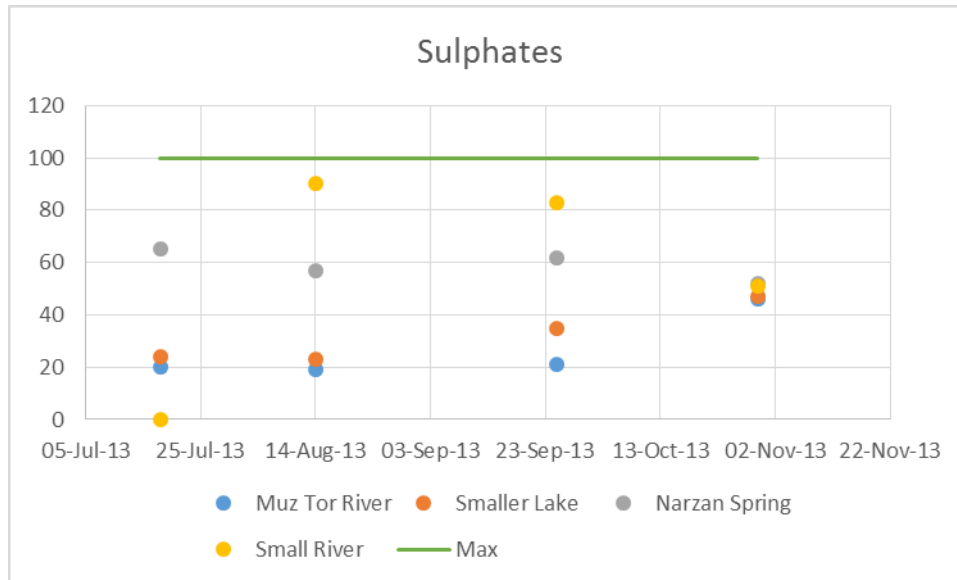 Sulphates
120
100
80
60
40
20
0
05-Jul-13 25-Jul-13 14-Aug-13 03-Sep-13 23-Sep-13 13-Oct-13 02-Nov-13 22-Nov-13
Muz Tor River Smaller Lake Narzan Spring
Small River Max